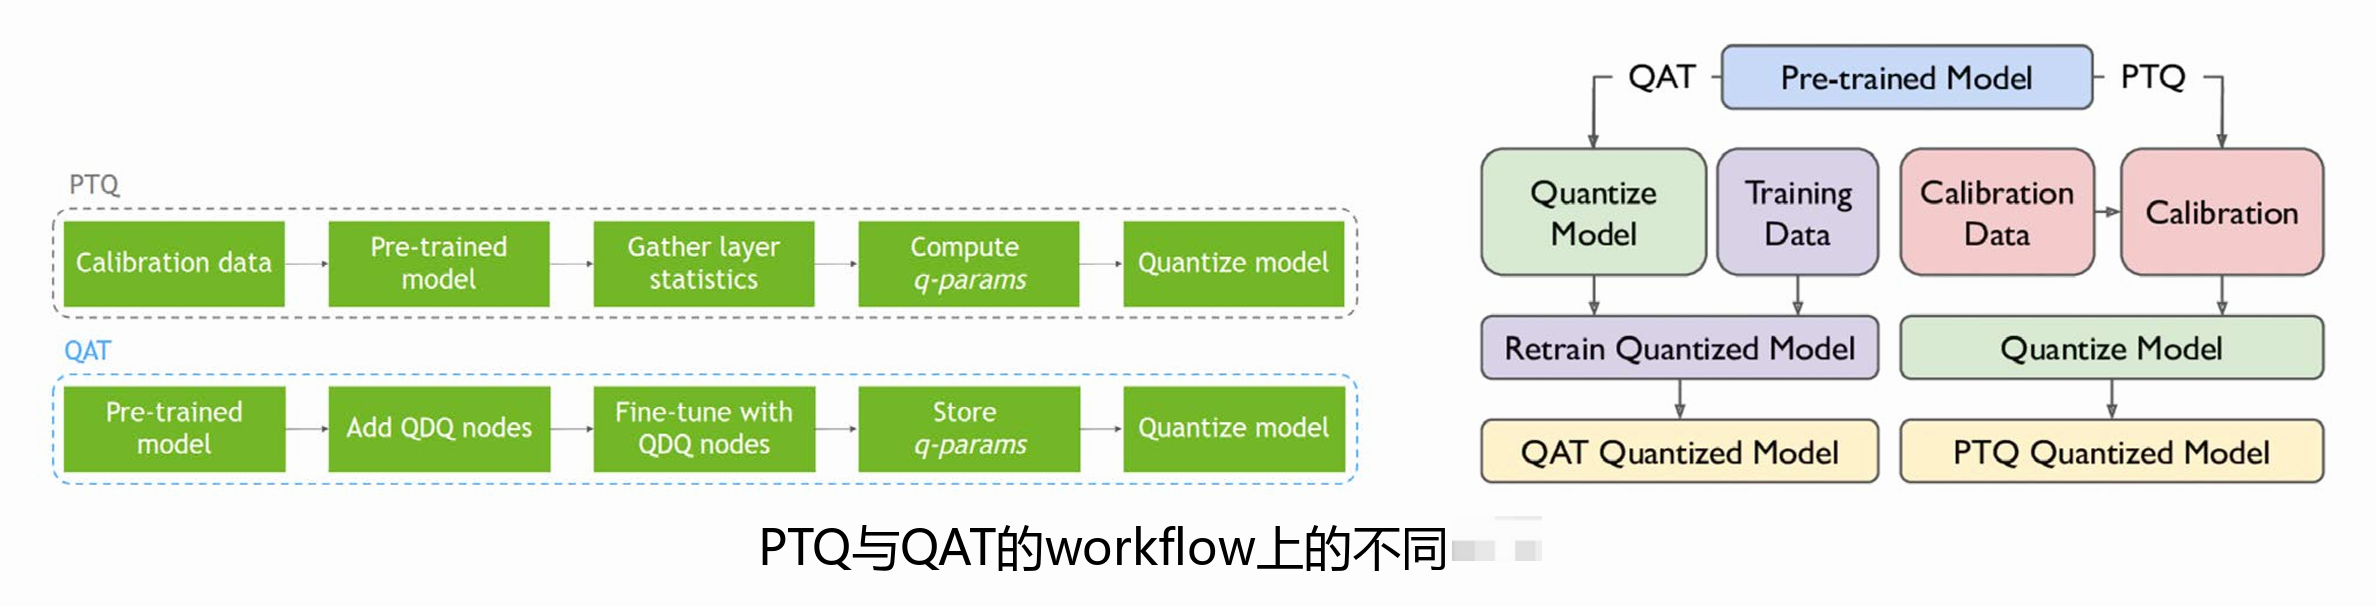 PTQ
Calibration data
Pre-trained
model
Gather layer
statistics
Compute
q-params
Quantize model
QAT
Pre-trained
model
Add QDQ nodes
Fine-tune with
QDQ nodes
Store
q-params
Quantize model
QAT
Pre-trained Model
PTQ
Quantize
Model
Training
Data
Calibration
Data
Calibration
Retrain Quantized Model
Quantize Model
QAT Quantized Model
PTQ Quantized Model
PTQ与QAT的workflow上的不同